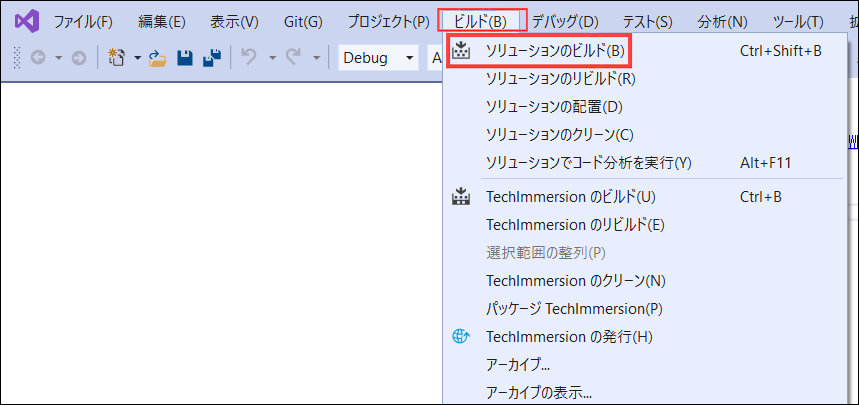 ファイル(F) 編集(E) 表示(V) Git(G) プロジェクト(P) ビルド(B) デバッグ(D) テスト(S) 分析(N) ツール(T)
Debug
ソリューションのビルド(B) Ctrl+Shift+B
ソリューションのリビルド(R)
ソリューションの配置(D)
ソリューションのクリーン(C)
ソリューションでコード分析を実行(Y) Alt+F11
TechImmersion のビルド(U) Ctrl+B
TechImmersion のリビルド(E)
選択範囲の整列(P)
TechImmersion のクリーン(N)
パッケージ TechImmersion(P)
TechImmersion の発行(H)
アーカイブ...
アーカイブの表示...